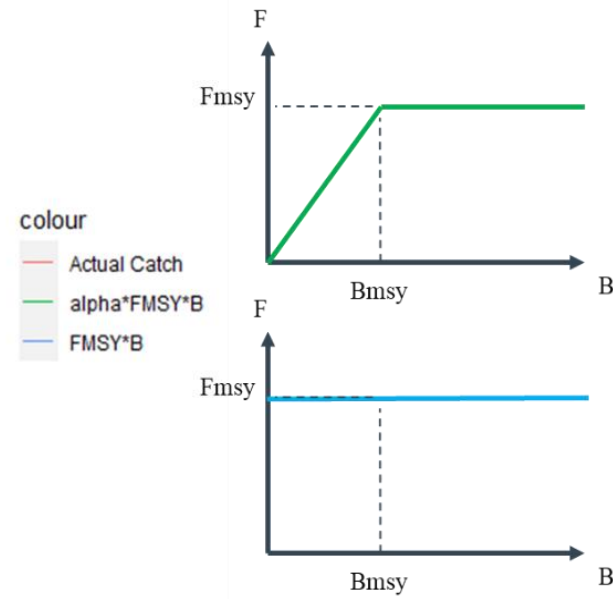 F
Fmsy
Bmsy
B
colour
Actual Catch
alpha*FMSY*B
FMSY*B
F
Fmsy
Bmsy
B